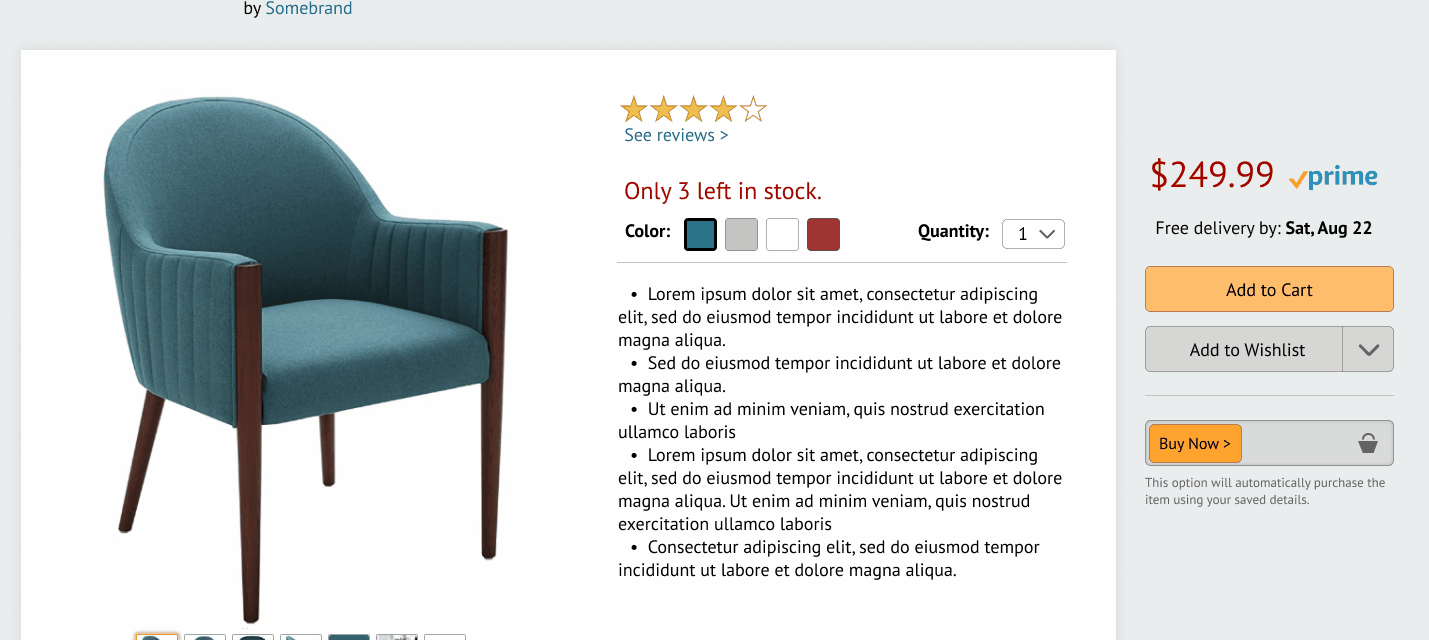 by Somebrand
See reviews >
Only 3 left in stock.
Color:
Quantity:
1
• Lorem ipsum dolor sit amet, consectetur adipiscing
elit, sed do eiusmod tempor incididunt ut labore et dolore
magna aliqua.
• Sed do eiusmod tempor incididunt ut labore et dolore
magna aliqua.
• Ut enim ad minim veniam, quis nostrud exercitation
ullamco laboris
• Lorem ipsum dolor sit amet, consectetur adipiscing
elit, sed do eiusmod tempor incididunt ut labore et dolore
magna aliqua. Ut enim ad minim veniam, quis nostrud
exercitation ullamco laboris
• Consectetur adipiscing elit, sed do eiusmod tempor
incididunt ut labore et dolore magna aliqua.
$249.99 prime
Free delivery by: Sat, Aug 22
Add to Cart
Add to Wishlist
Buy Now >
This option will automatically purchase the
item using your saved details.